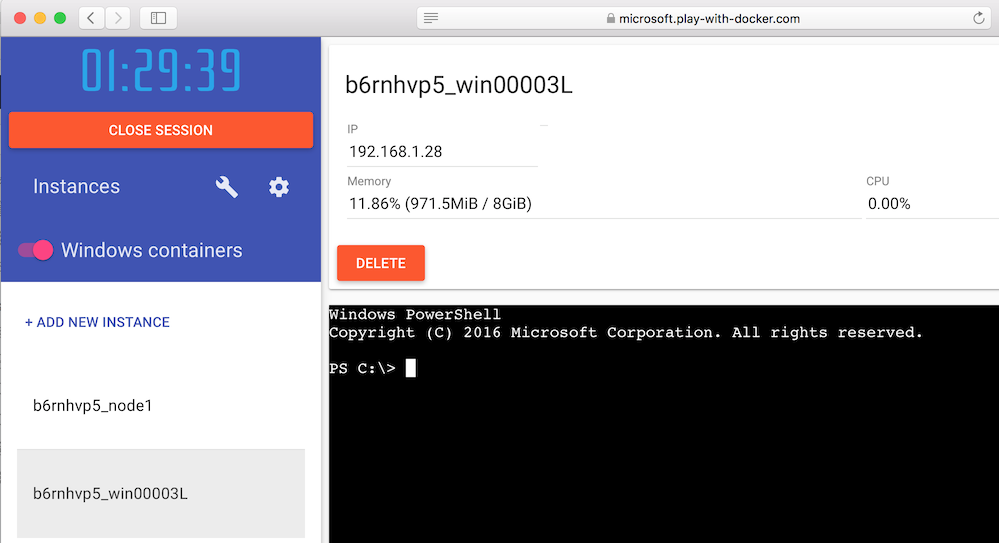 microsoft.play-with-docker.com
01:29:39
CLOSE SESSION
Instances
Windows containers
+ ADD NEW INSTANCE
b6rnhvp5_node1
b6rnhvp5_win00003L
b6rnhvp5_win00003L
IP
192.168.1.28
Memory
11.86% (971.5MiB / 8GiB)
CPU
0.00%
DELETE
Windows PowerShell
Copyright (C) 2016 Microsoft Corporation. All rights reserved.
PS C:\>